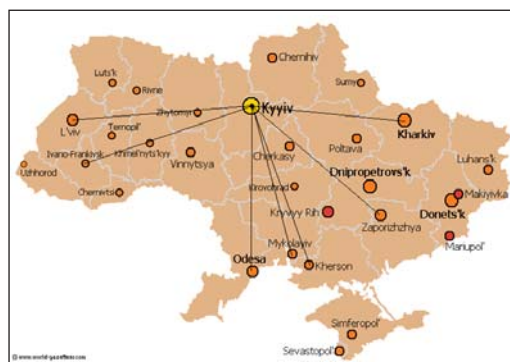 Chernihiv
Luts'k
Rivne
Sumy
Zhytomyr
Kyyiv
L'viv
Ternopil'
Kharkiv
Ivano-Frankivsk
Khmel'nyts'kyy
Vinnytsya
Cherkasy
Poltava
Uzhhorod
Luhans'k
Chernivtsi
Kirovohrad
Dnipropetrovs'k
Makiyivka
Donets'k
Kryvyy Rih
Zaporizhzhya
Mariupol'
Mykolayiv
Odesa
Kherson
Simferopol'
Sevastopol'
© www.world-gazetteer.com